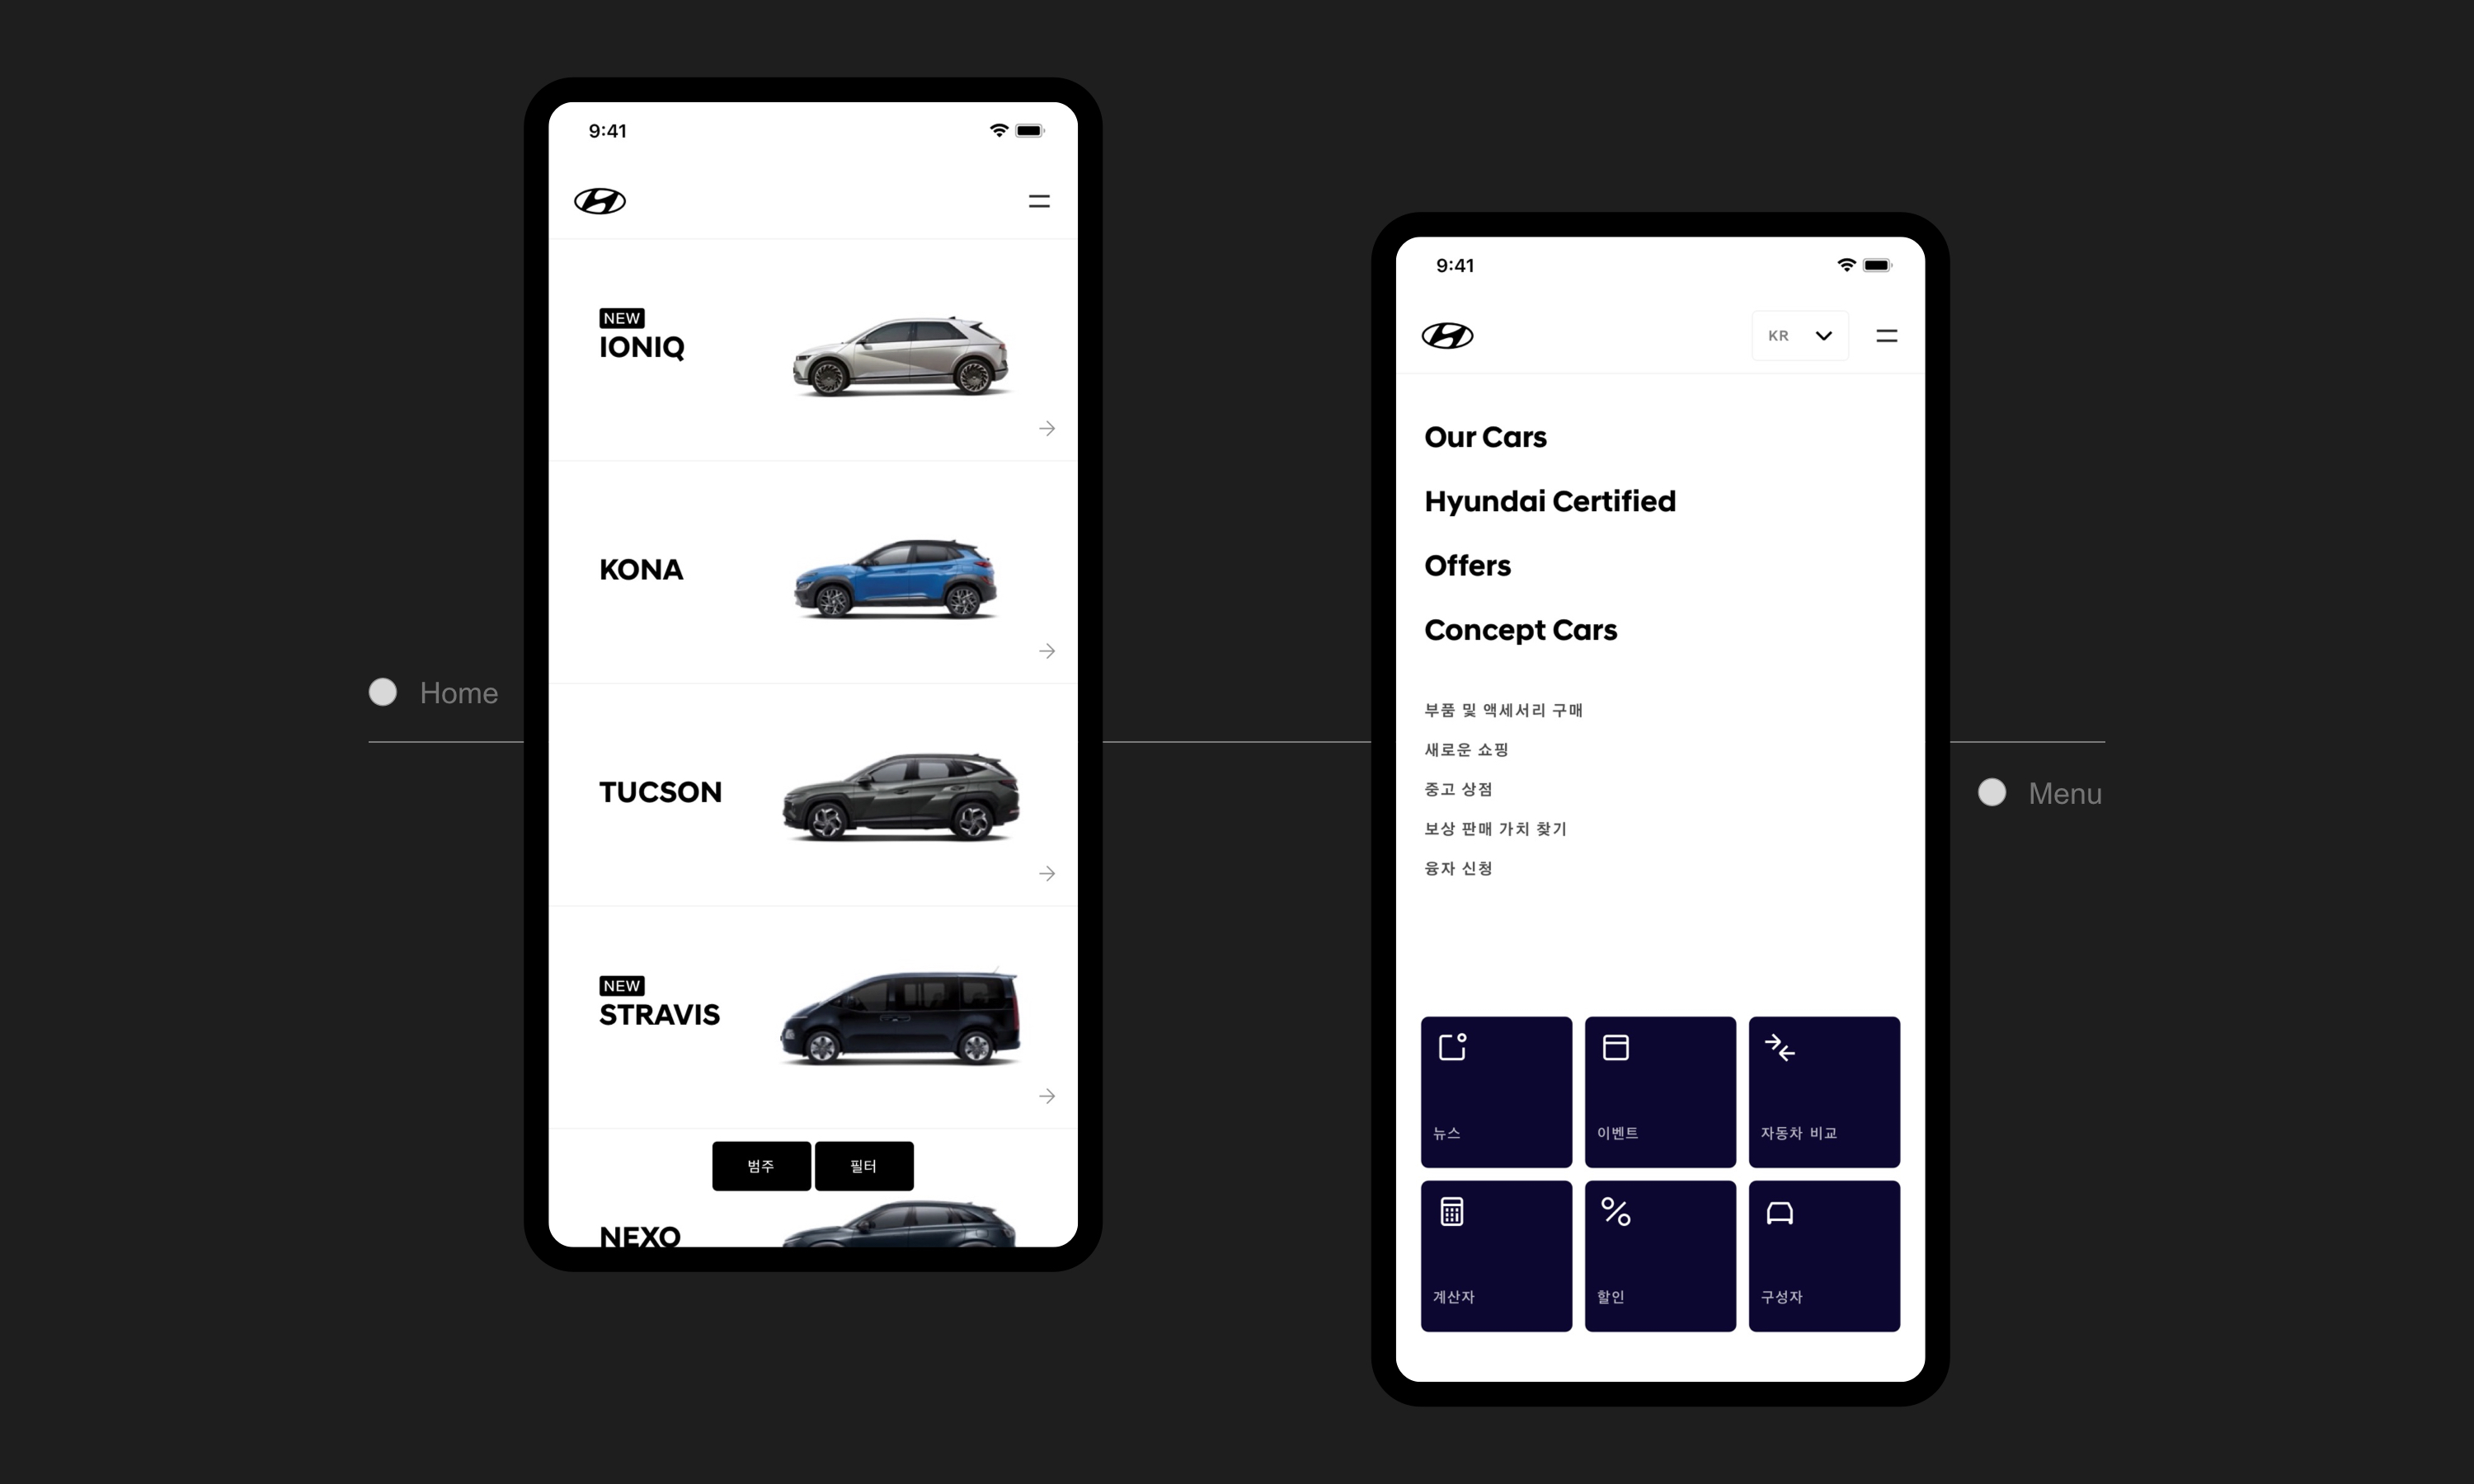 Home
9:41
NEW
IONIQ
KONA
TUCSON
NEW
STRAVIS
범주
필터
NEXO
9:41
KR
Our Cars
Hyundai Certified
Offers
Concept Cars
부품 및 액세서리 구매
새로운 쇼핑
중고 상점
보상 판매 가치 찾기
융자 신청
뉴스
이벤트
자동차 비교
계산자
할인
구성자
Menu